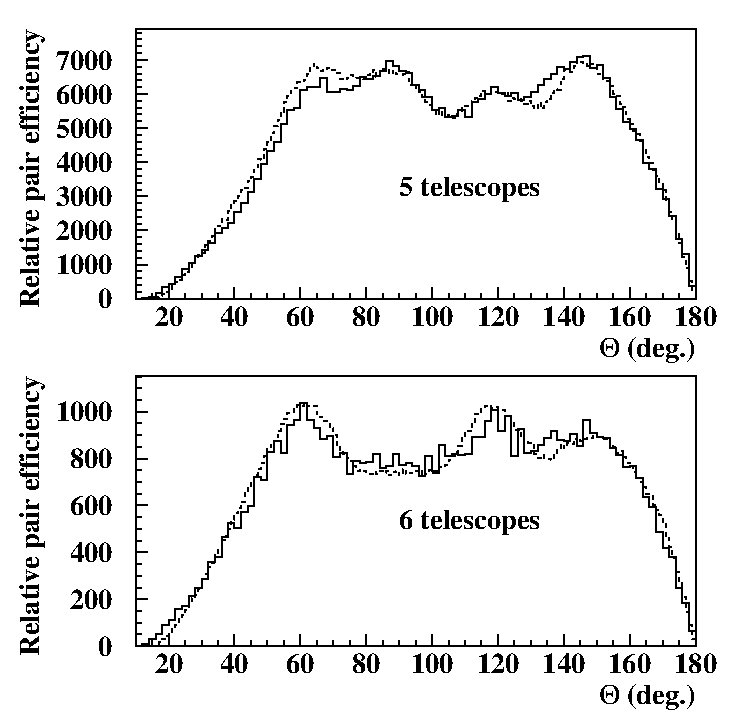 Relative pair efficiency
7000
6000
5000
4000
3000
2000
1000
0
5 telescopes
20 40 60 80 100 120 140 160 180
Θ (deg.)
Relative pair efficiency
1000
800
600
400
200
0
6 telescopes
20 40 60 80 100 120 140 160 180
Θ (deg.)